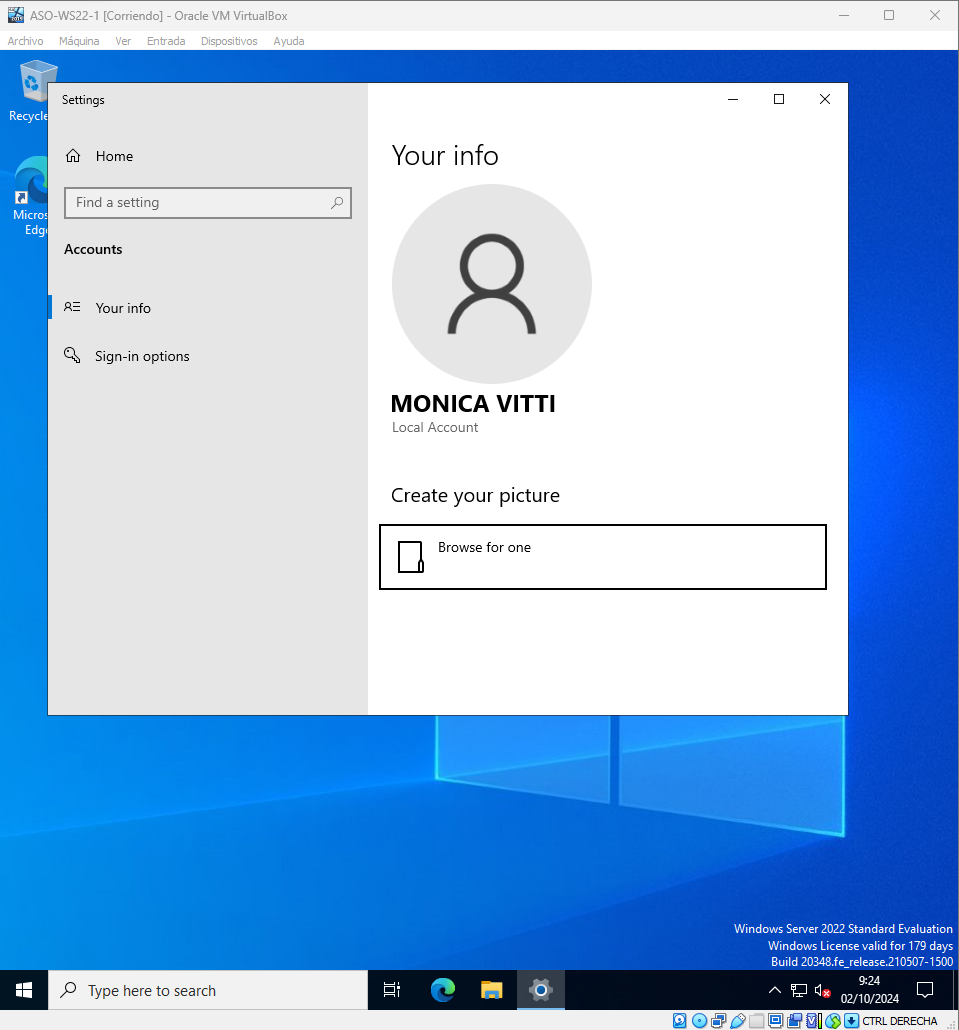 ASO-WS22-1 [Corriendo] - Oracle VM VirtualBox
Archivo Máquina Ver Entrada Dispositivos Ayuda
Recycle
Micros
Edge
Settings
Home
Find a setting
Accounts
Your info
Sign-in options
Your info
MONICA VITTI
Local Account
Create your picture
Browse for one
Windows Server 2022 Standard Evaluation
Windows License valid for 179 days
Build 20348.fe_release.210507-1500
Type here to search
9:24
02/10/2024
CTRL DERECHA